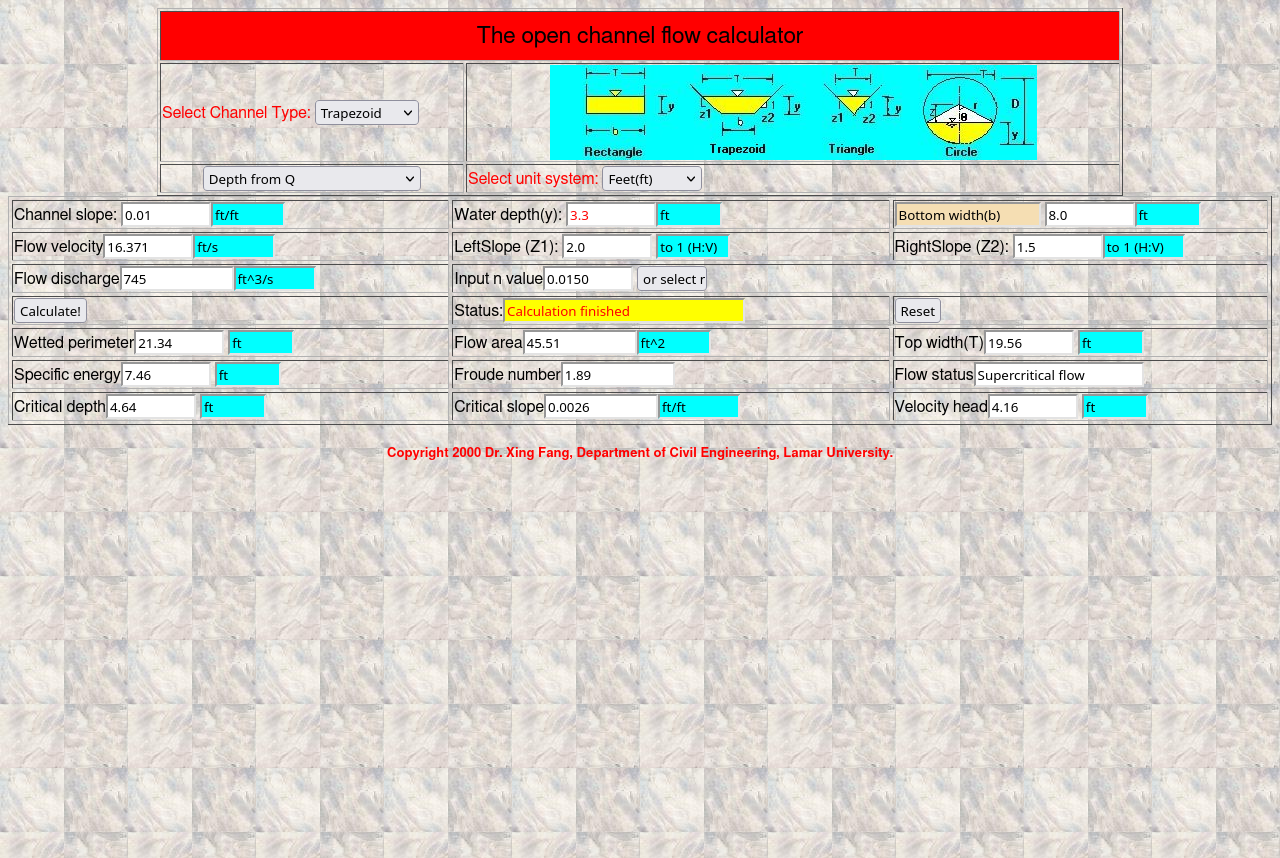 The open channel flow calculator
Select Channel Type: Trapezoid
T T T T
y z1 z2 y z1 z2 y z r θ D y
b b
Rectangle Trapezoid Triangle Circle
Depth from Q Select unit system: Feet(ft)
Channel slope: 0.01 ft/ft Water depth(y): 3.3 ft Bottom width(b) 8.0 ft
Flow velocity 16.371 ft/s LeftSlope (Z1): 2.0 to 1 (H:V) RightSlope (Z2): 1.5 to 1 (H:V)
Flow discharge 745 ft^3/s Input n value 0.0150 or select r
Calculate! Status: Calculation finished Reset
Wetted perimeter 21.34 ft Flow area 45.51 ft^2 Top width(T) 19.56 ft
Specific energy 7.46 ft Froude number 1.89 Flow status Supercritical flow
Critical depth 4.64 ft Critical slope 0.0026 ft/ft Velocity head 4.16 ft
Copyright 2000 Dr. Xing Fang, Department of Civil Engineering, Lamar University.